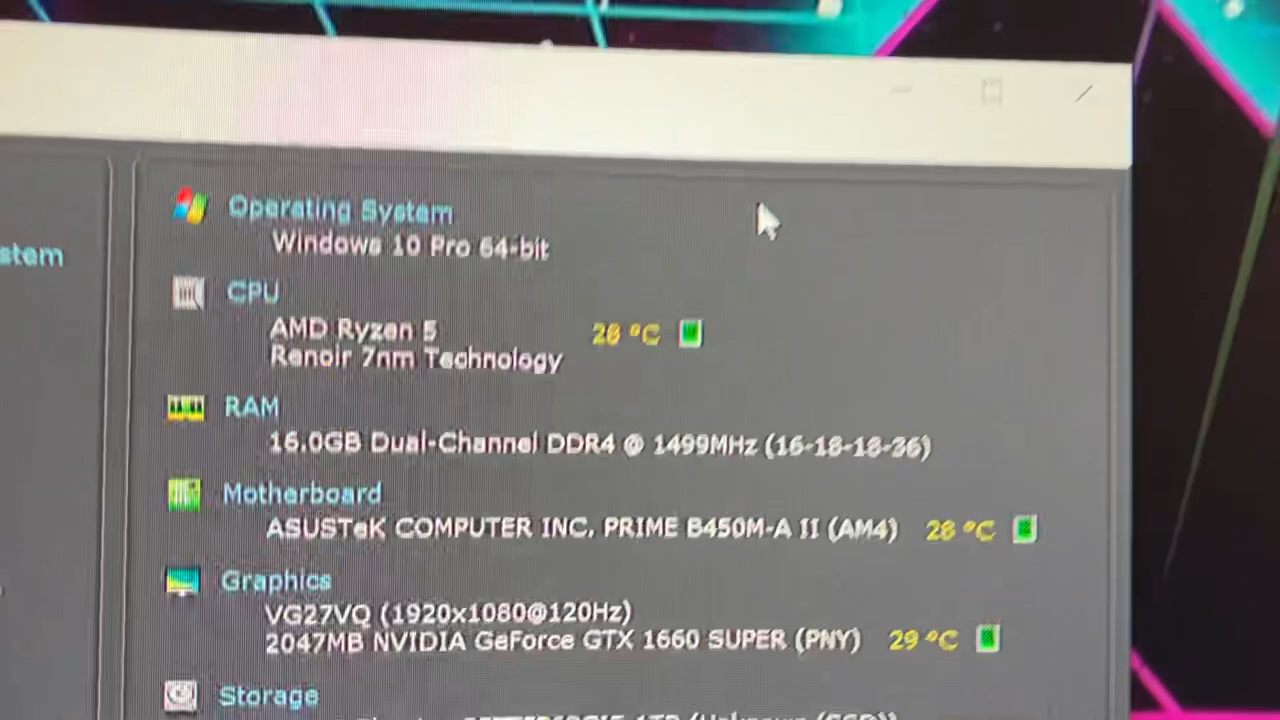 Operating System
Windows 10 Pro 64-bit
stem
CPU
AMD Ryzen 5 28 °C
Renoir 7nm Technology
RAM
16.0GB Dual-Channel DDR4 @ 1499MHz (16-18-18-36)
Motherboard
ASUSTeK COMPUTER INC. PRIME B450M-A II (AM4) 28 °C
Graphics
VG27VQ (1920x1080@120Hz)
2047MB NVIDIA GeForce GTX 1660 SUPER (PNY) 29 °C
Storage